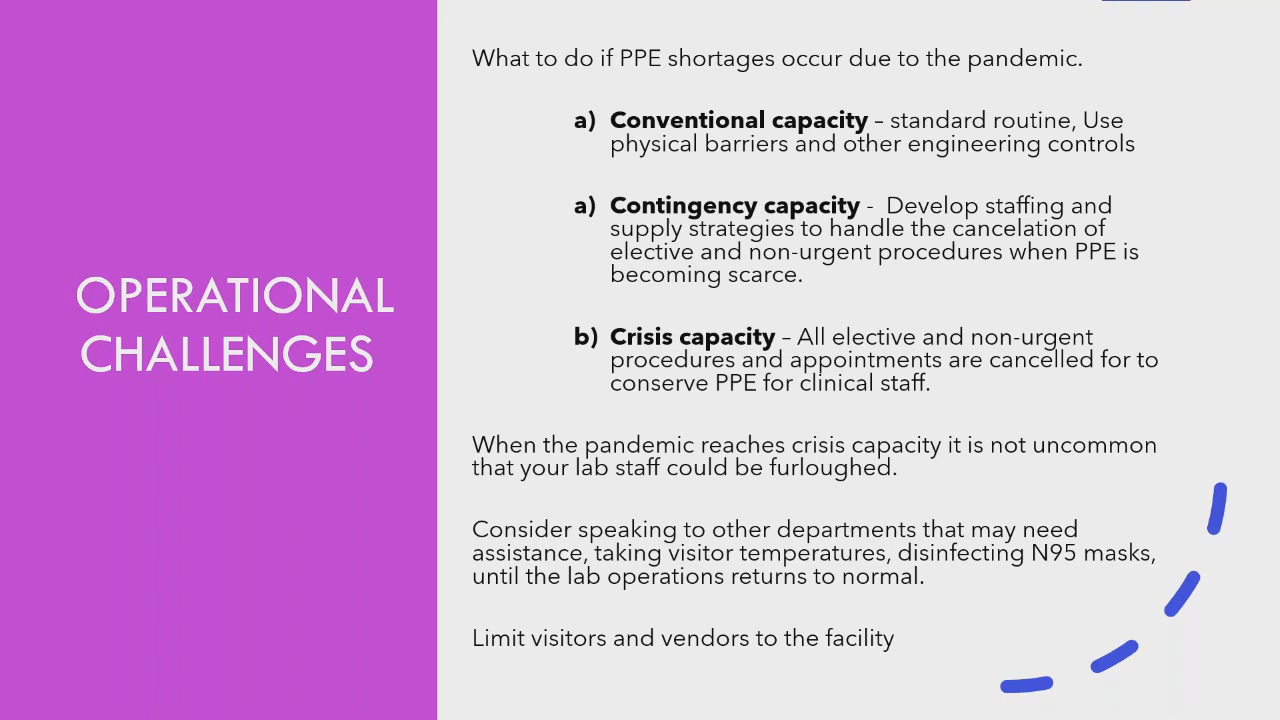 OPERATIONAL
CHALLENGES
What to do if PPE shortages occur due to the pandemic.
a) Conventional capacity – standard routine, Use
physical barriers and other engineering controls
a) Contingency capacity -  Develop staffing and
supply strategies to handle the cancelation of
elective and non-urgent procedures when PPE is
becoming scarce.
b) Crisis capacity – All elective and non-urgent
procedures and appointments are cancelled for to
conserve PPE for clinical staff.
When the pandemic reaches crisis capacity it is not uncommon
that your lab staff could be furloughed.
Consider speaking to other departments that may need
assistance, taking visitor temperatures, disinfecting N95 masks,
until the lab operations returns to normal.
Limit visitors and vendors to the facility